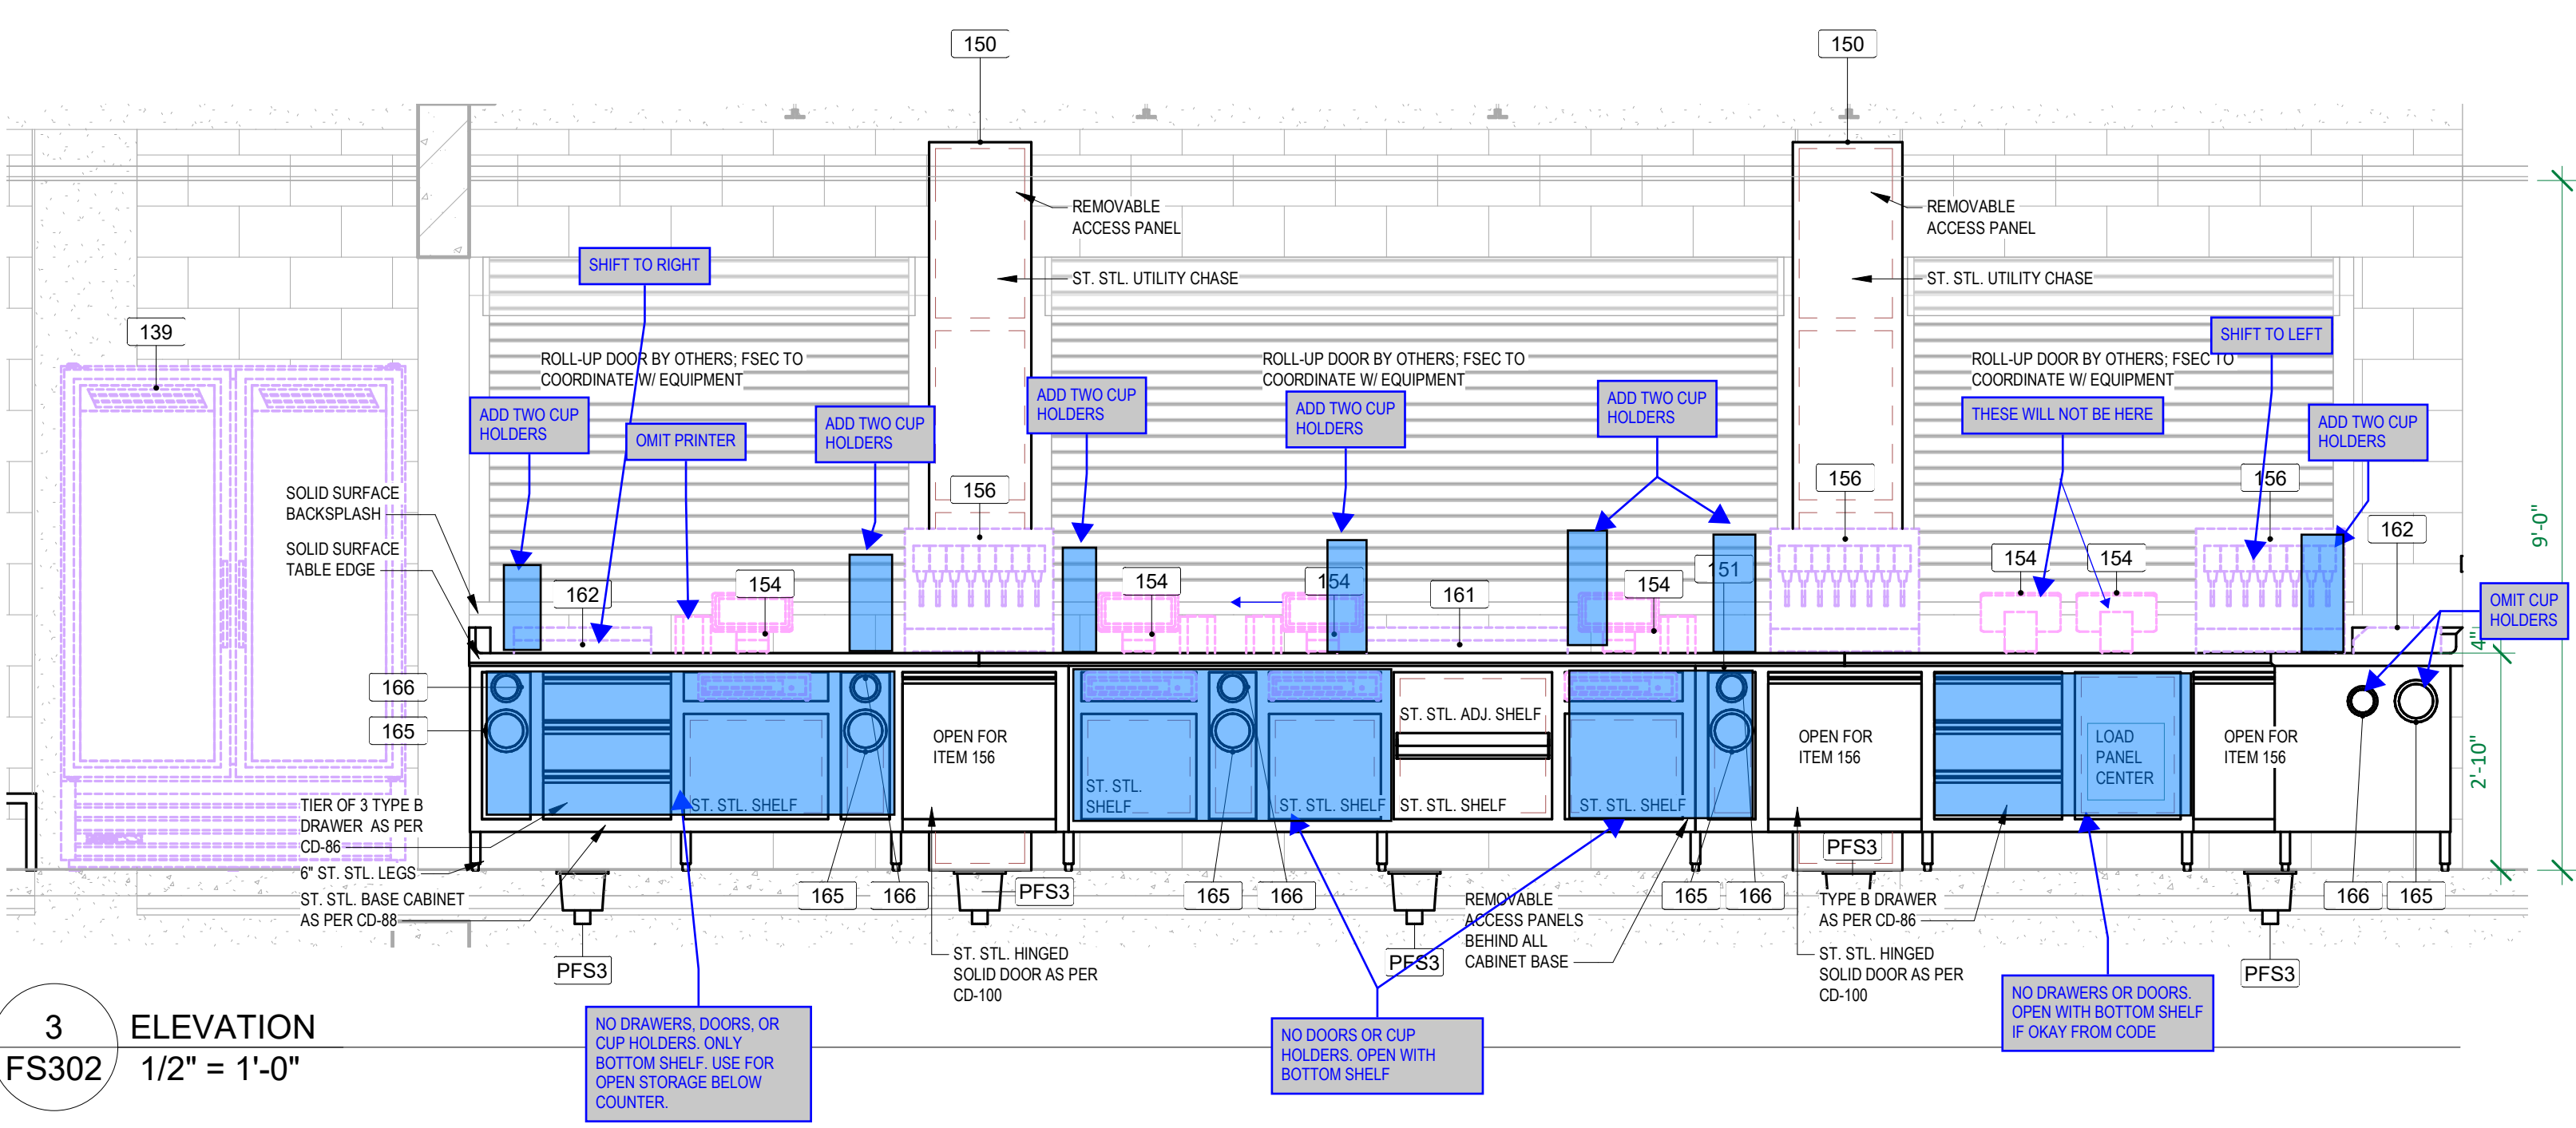 150
150
REMOVABLE
ACCESS PANEL
REMOVABLE
ACCESS PANEL
SHIFT TO RIGHT
ST. STL. UTILITY CHASE
ST. STL. UTILITY CHASE
9'-0"
139
SHIFT TO LEFT
ROLL-UP DOOR BY OTHERS; FSEC TO
COORDINATE W/ EQUIPMENT
ROLL-UP DOOR BY OTHERS; FSEC TO
COORDINATE W/ EQUIPMENT
ROLL-UP DOOR BY OTHERS; FSEC TO
COORDINATE W/ EQUIPMENT
ADD TWO CUP
HOLDERS
OMIT PRINTER
ADD TWO CUP
HOLDERS
ADD TWO CUP
HOLDERS
ADD TWO CUP
HOLDERS
ADD TWO CUP
HOLDERS
THESE WILL NOT BE HERE
ADD TWO CUP
HOLDERS
SOLID SURFACE
BACKSPLASH
156
156
156
162
SOLID SURFACE
TABLE EDGE
162
154
154
154
161
154
151
154
154
OMIT CUP
HOLDERS
4"
2'-10"
166
165
OPEN FOR
ITEM 156
ST. STL.
SHELF
ST. STL. SHELF
ST. STL. SHELF
ST. STL. ADJ. SHELF
ST. STL. SHELF
ST. STL. SHELF
OPEN FOR
ITEM 156
LOAD
PANEL
CENTER
OPEN FOR
ITEM 156
TIER OF 3 TYPE B
DRAWER AS PER
CD-86
6" ST. STL. LEGS
ST. STL. BASE CABINET
AS PER CD-88
165
166
PFS3
165
166
REMOVABLE
ACCESS PANELS
BEHIND ALL
CABINET BASE
165
166
PFS3
TYPE B DRAWER
AS PER CD-86
166
165
PFS3
ST. STL. HINGED
SOLID DOOR AS PER
CD-100
PFS3
ST. STL. HINGED
SOLID DOOR AS PER
CD-100
PFS3
NO DRAWERS, DOORS, OR
CUP HOLDERS. ONLY
BOTTOM SHELF. USE FOR
OPEN STORAGE BELOW
COUNTER.
NO DOORS OR CUP
HOLDERS. OPEN WITH
BOTTOM SHELF
NO DRAWERS OR DOORS.
OPEN WITH BOTTOM SHELF
IF OKAY FROM CODE
3
ELEVATION
FS302
1/2" = 1'-0"